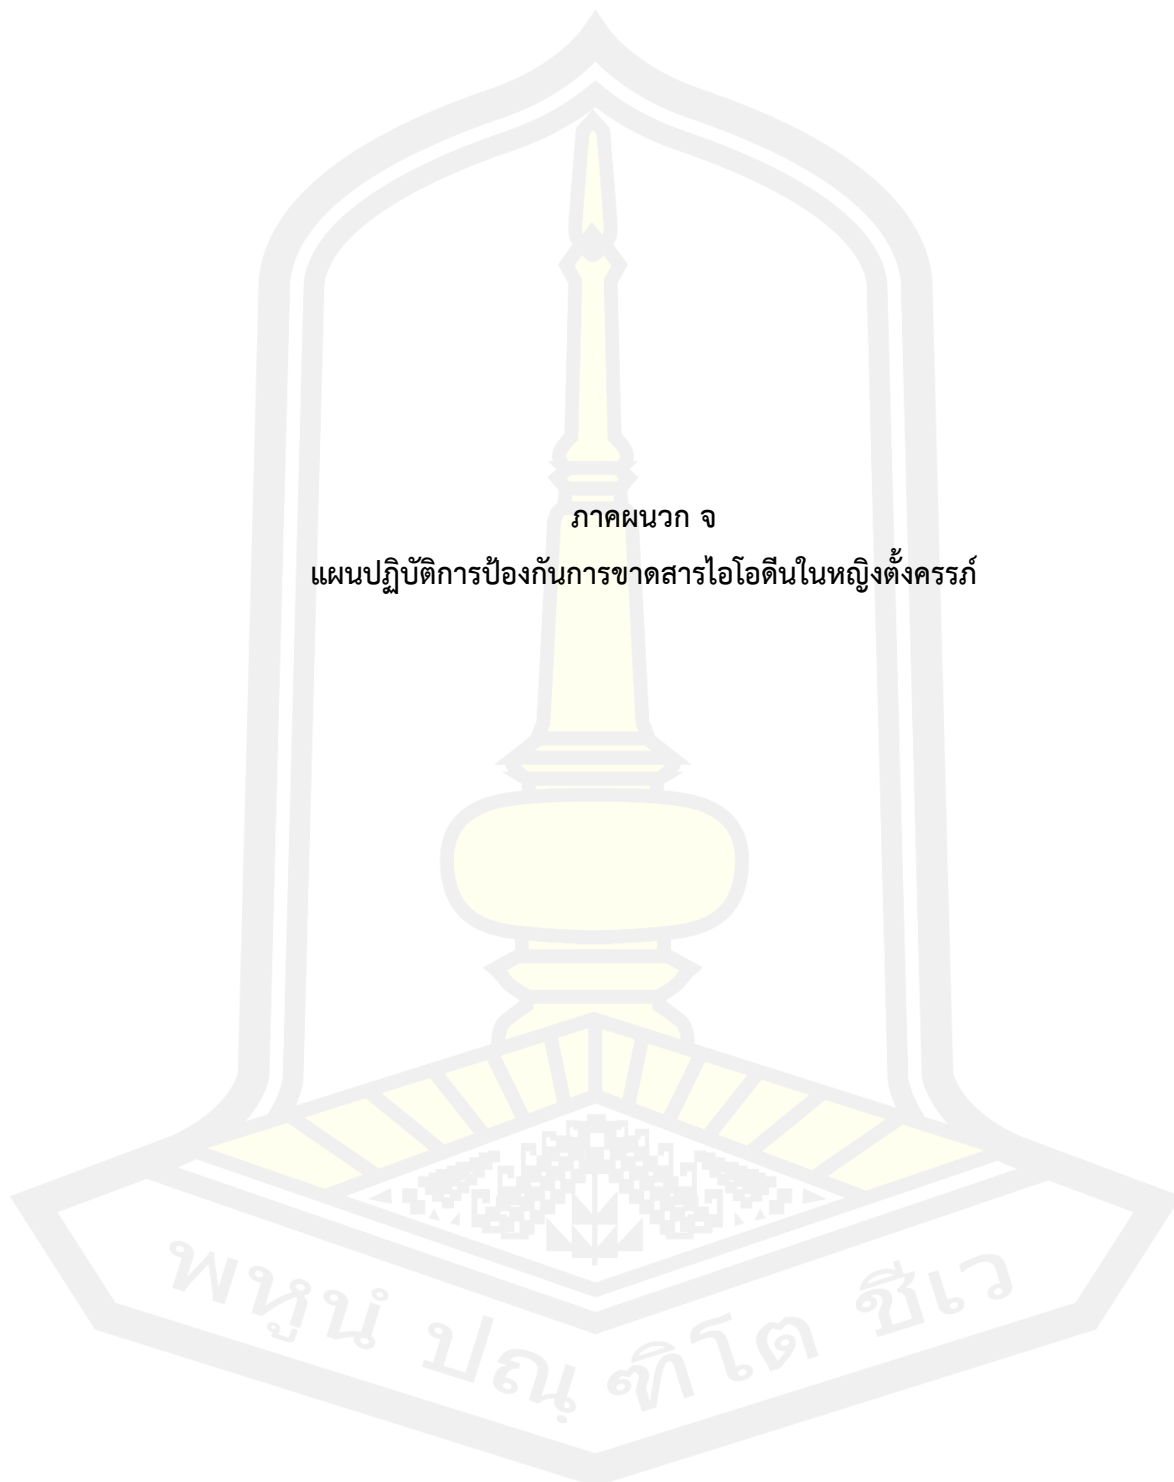 ภาคผนวก จ
แผนปฏิบัติการป้องกันการขาดสารไอโอดีนในหญิงตั้งครรภ์
พหูนํ ปณฺฑิโต ชีเว